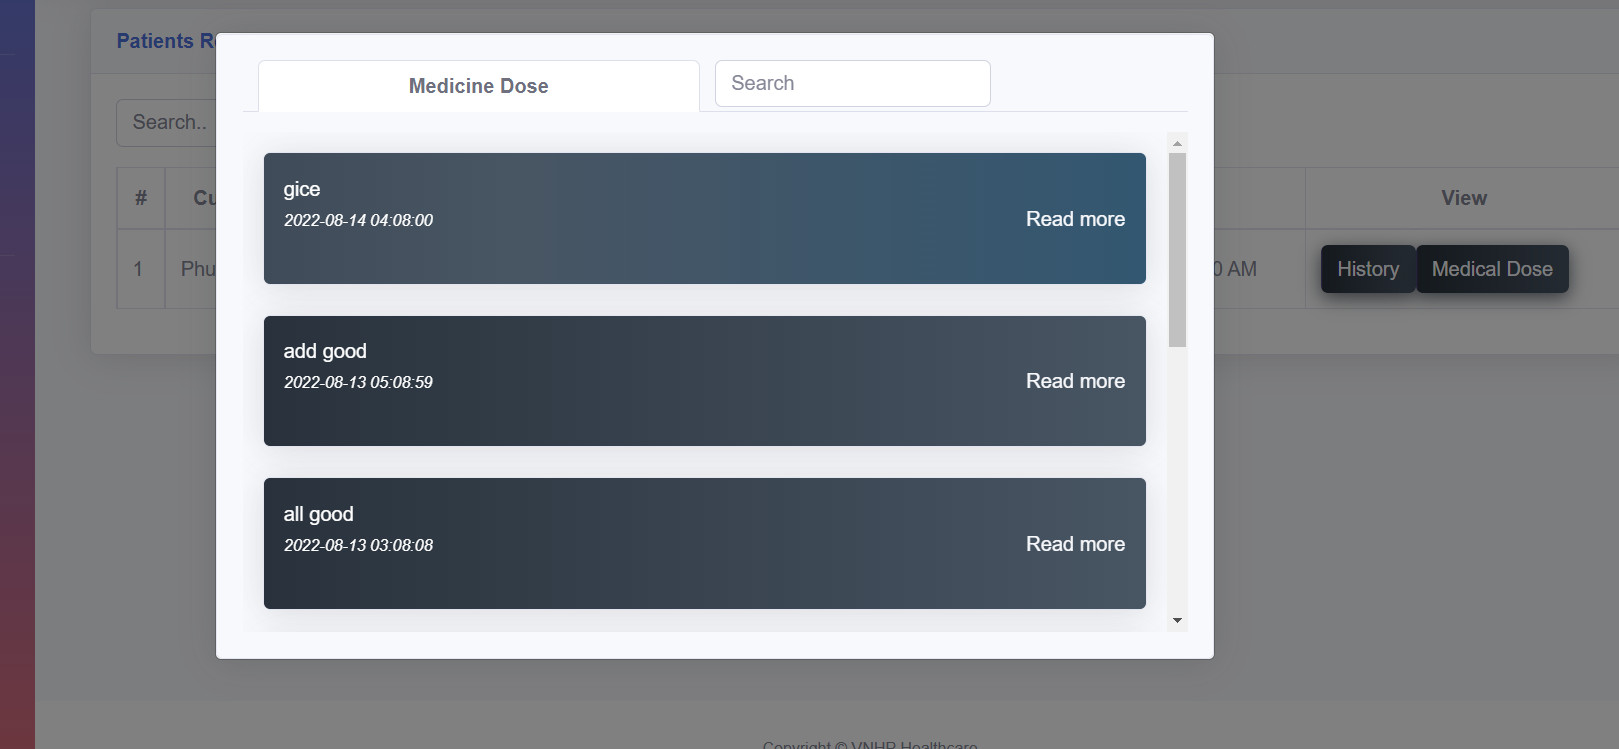 Patients R
Medicine Dose
Search
Search..
gice
2022-08-14 04:08:00
Read more
# Cu View
add good
2022-08-13 05:08:59
Read more
1 Phu 0 AM History Medical Dose
all good
2022-08-13 03:08:08
Read more
Copyright © VNHP Healthcare